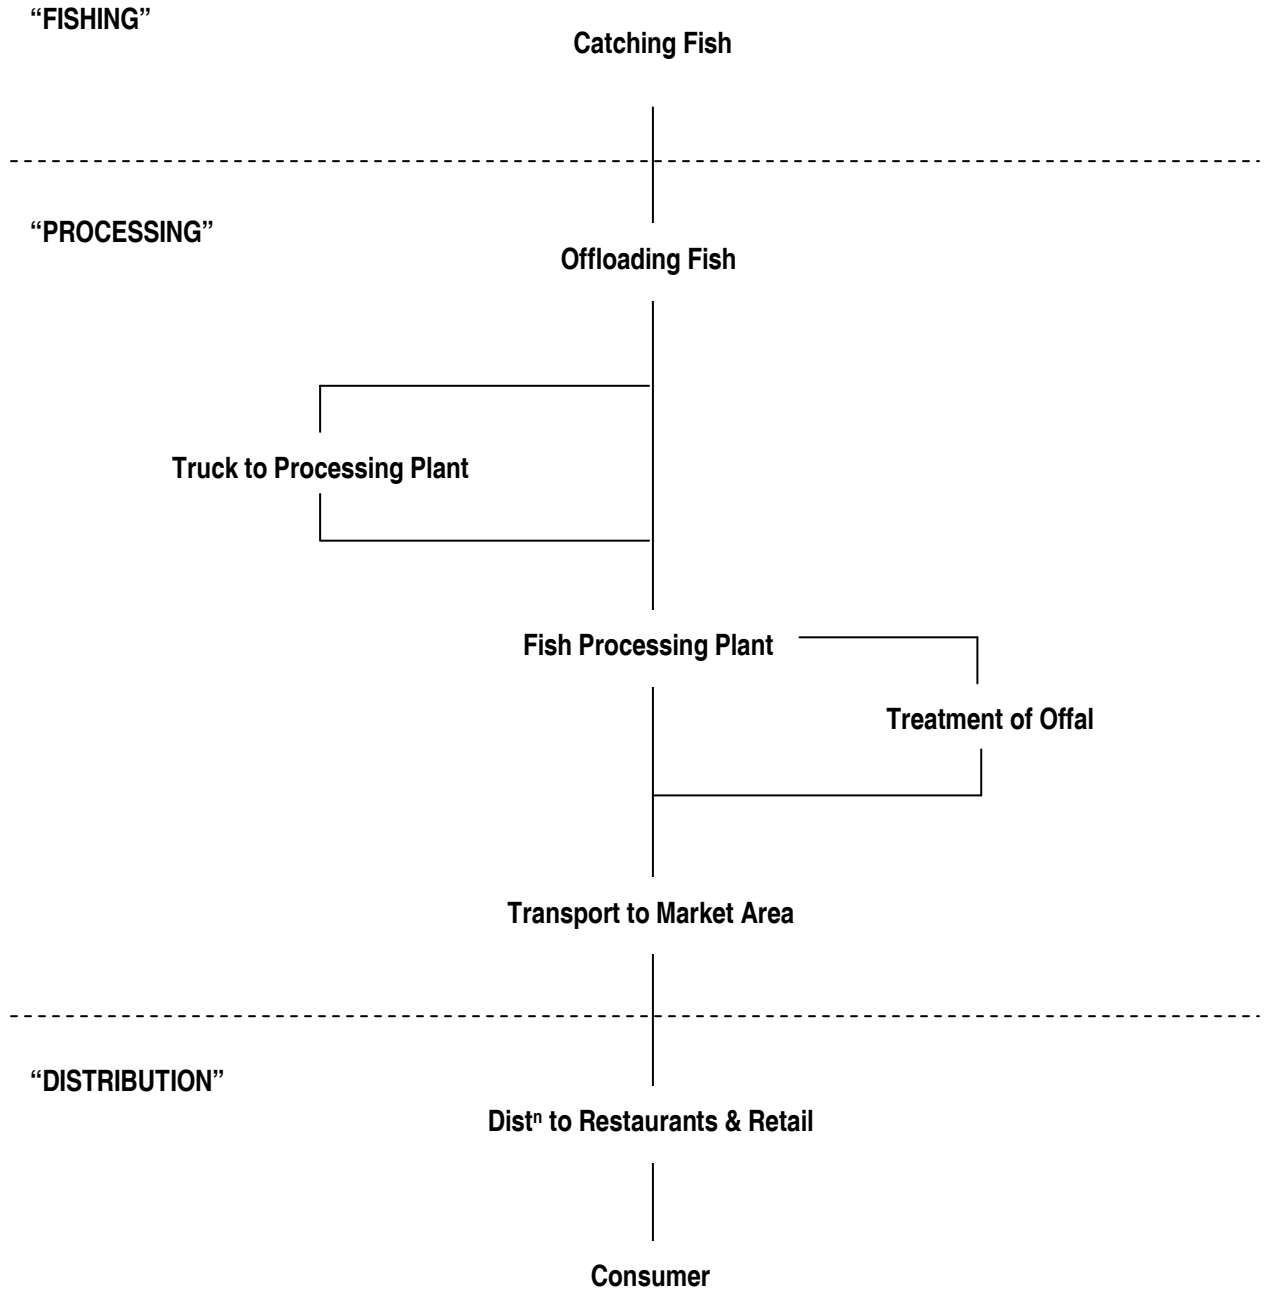 “FISHING”
Catching Fish
“PROCESSING”
Offloading Fish
Truck to Processing Plant
Fish Processing Plant
Treatment of Offal
Transport to Market Area
“DISTRIBUTION”
Distⁿ to Restaurants & Retail
Consumer